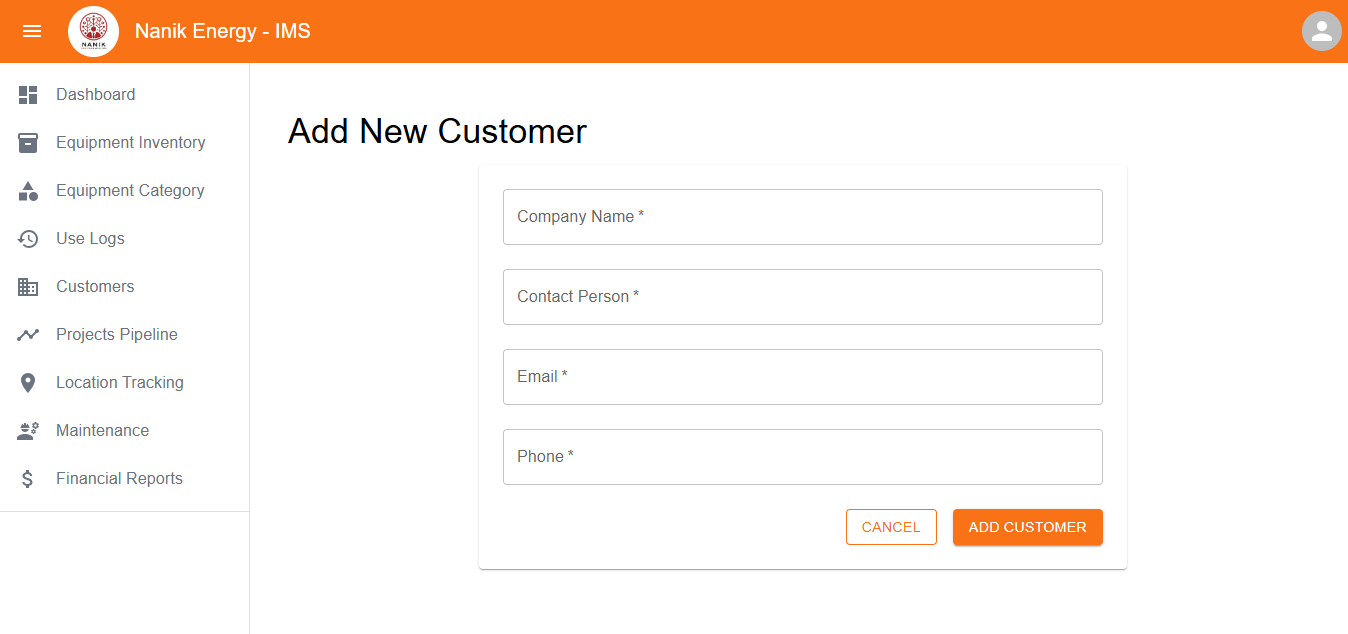 NANIK
Nanik Energy - IMS
Dashboard
Equipment Inventory
Equipment Category
Use Logs
Customers
Projects Pipeline
Location Tracking
Maintenance
Financial Reports
Add New Customer
Company Name *
Contact Person *
Email *
Phone *
CANCEL
ADD CUSTOMER